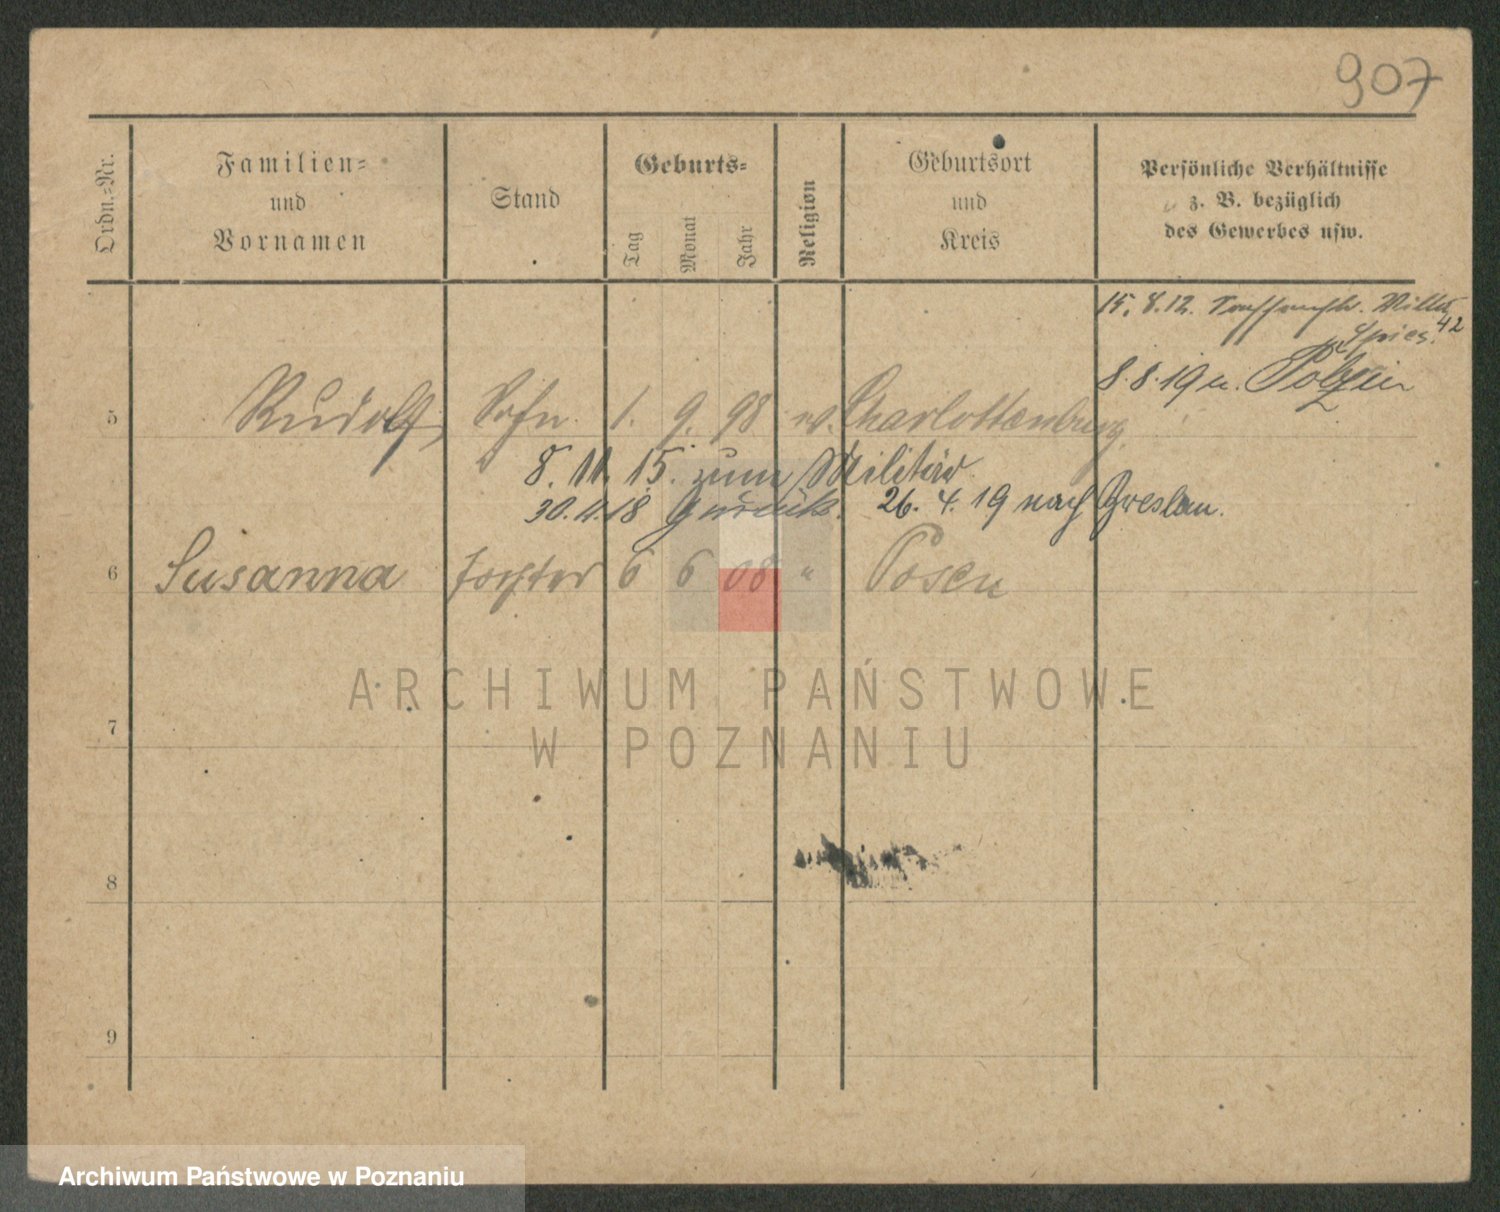 907
Ordn.-Nr.
Familien-
und
Vornamen
Stand
Geburts-
Tag
Monat
Jahr
Religion
Geburtsort
und
Kreis
Persönliche Verhältnisse
z. B. bezüglich
des Gewerbes usw.
15. 8. 12.
42
8.8.19 n.
5 Rudolf, Sohn. 1. 9. 98 Charlottenburg.
8. 11. 15. zum Militär
30. 4. 18 zurück. 26. 4. 19 nach Breslau.
6 Susanna Tochter 6 6 08 " Posen
ARCHIWUM PAŃSTWOWE
W POZNANIU
7
8
9
Archiwum Państwowe w Poznaniu